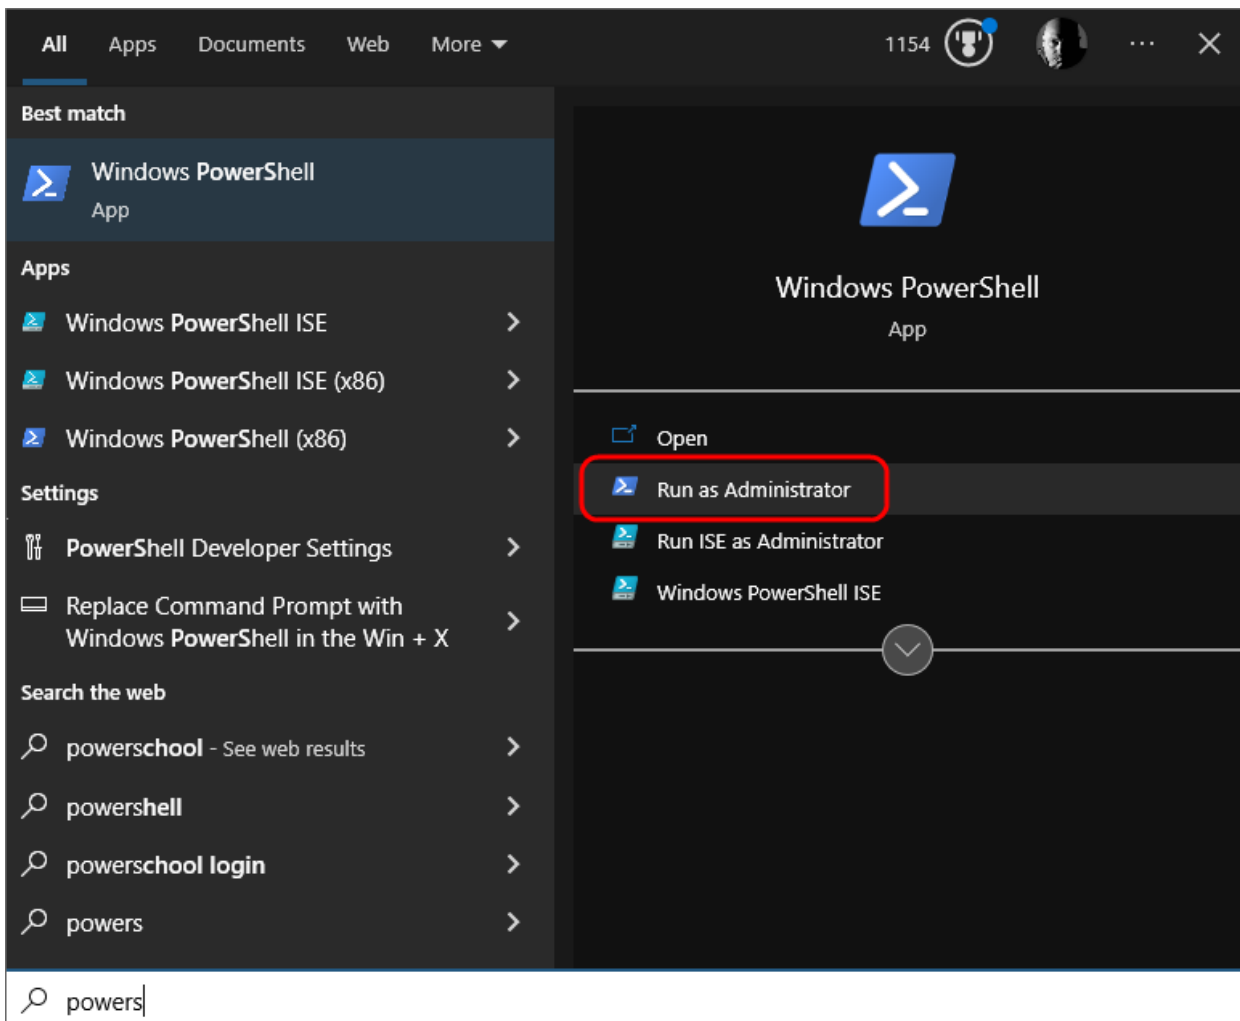 All Apps Documents Web More 1154
Best match
Windows PowerShell
App
Apps
Windows PowerShell ISE
Windows PowerShell ISE (x86)
Windows PowerShell (x86)
Settings
PowerShell Developer Settings
Replace Command Prompt with
Windows PowerShell in the Win + X
Search the web
powerschool - See web results
powershell
powerschool login
powers
powers
Windows PowerShell
App
Open
Run as Administrator
Run ISE as Administrator
Windows PowerShell ISE